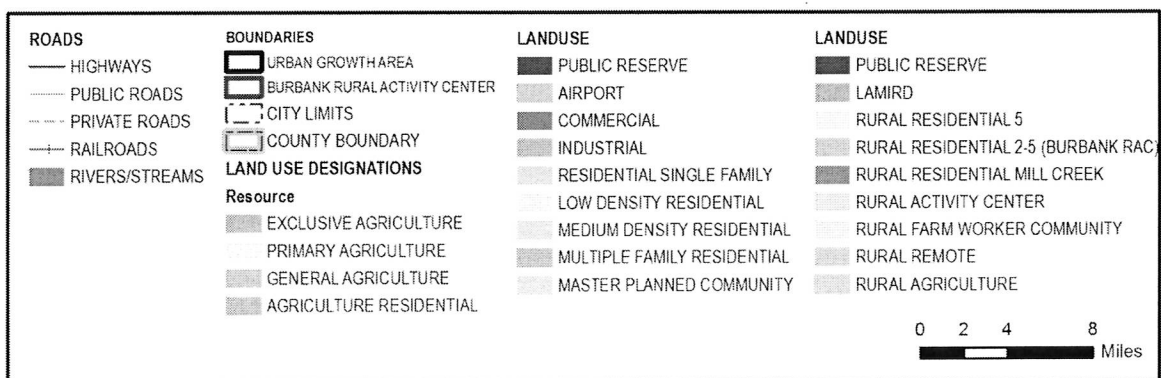 ROADS
HIGHWAYS
PUBLIC ROADS
PRIVATE ROADS
RAILROADS
RIVERS/STREAMS
BOUNDARIES
URBAN GROWTH AREA
BURBANK RURAL ACTIVITY CENTER
CITY LIMITS
COUNTY BOUNDARY
LAND USE DESIGNATIONS
Resource
EXCLUSIVE AGRICULTURE
PRIMARY AGRICULTURE
GENERAL AGRICULTURE
AGRICULTURE RESIDENTIAL
LANDUSE
PUBLIC RESERVE
AIRPORT
COMMERCIAL
INDUSTRIAL
RESIDENTIAL SINGLE FAMILY
LOW DENSITY RESIDENTIAL
MEDIUM DENSITY RESIDENTIAL
MULTIPLE FAMILY RESIDENTIAL
MASTER PLANNED COMMUNITY
LANDUSE
PUBLIC RESERVE
LAMIRD
RURAL RESIDENTIAL 5
RURAL RESIDENTIAL 2-5 (BURBANK RAC)
RURAL RESIDENTIAL MILL CREEK
RURAL ACTIVITY CENTER
RURAL FARM WORKER COMMUNITY
RURAL REMOTE
RURAL AGRICULTURE
0 2 4 8
Miles